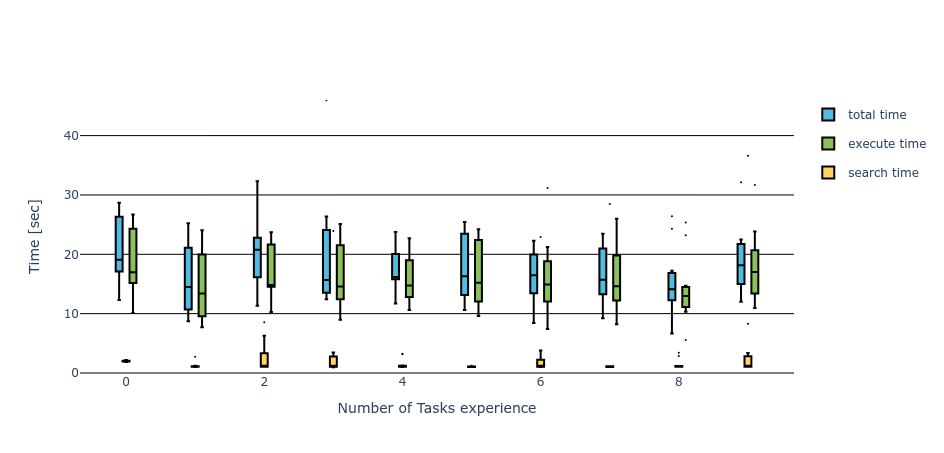 total time
execute time
search time
40
30
20
10
0
Time [sec]
0 2 4 6 8
Number of Tasks experience